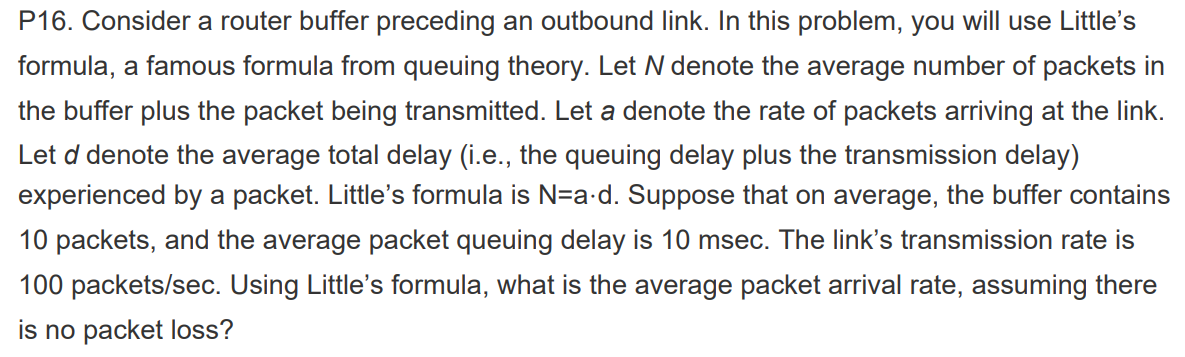 P16. Consider a router buffer preceding an outbound link. In this problem, you will use Little’s
formula, a famous formula from queuing theory. Let N denote the average number of packets in
the buffer plus the packet being transmitted. Let a denote the rate of packets arriving at the link.
Let d denote the average total delay (i.e., the queuing delay plus the transmission delay)
experienced by a packet. Little’s formula is N=a·d. Suppose that on average, the buffer contains
10 packets, and the average packet queuing delay is 10 msec. The link’s transmission rate is
100 packets/sec. Using Little’s formula, what is the average packet arrival rate, assuming there
is no packet loss?